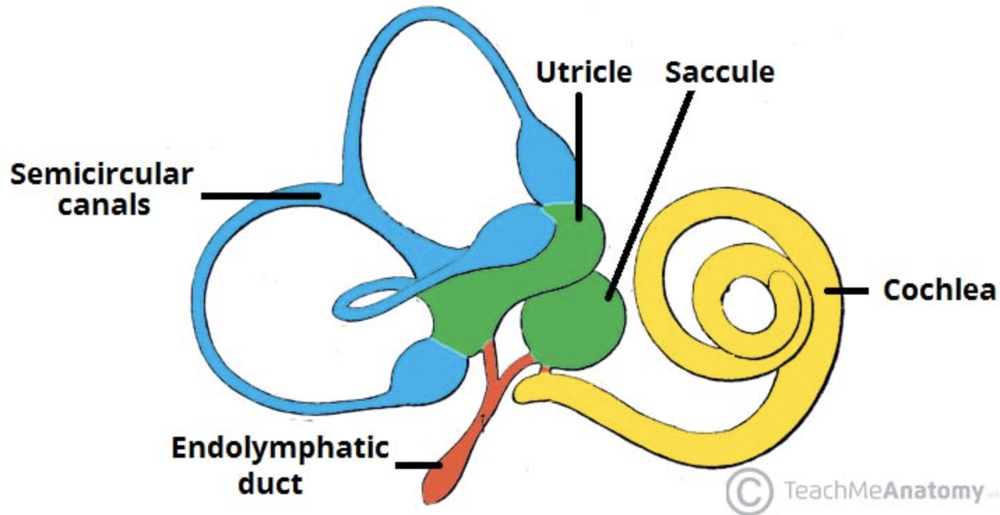 Utricle
Saccule
Semicircular
canals
Cochlea
Endolymphatic
duct
© TeachMeAnatomy